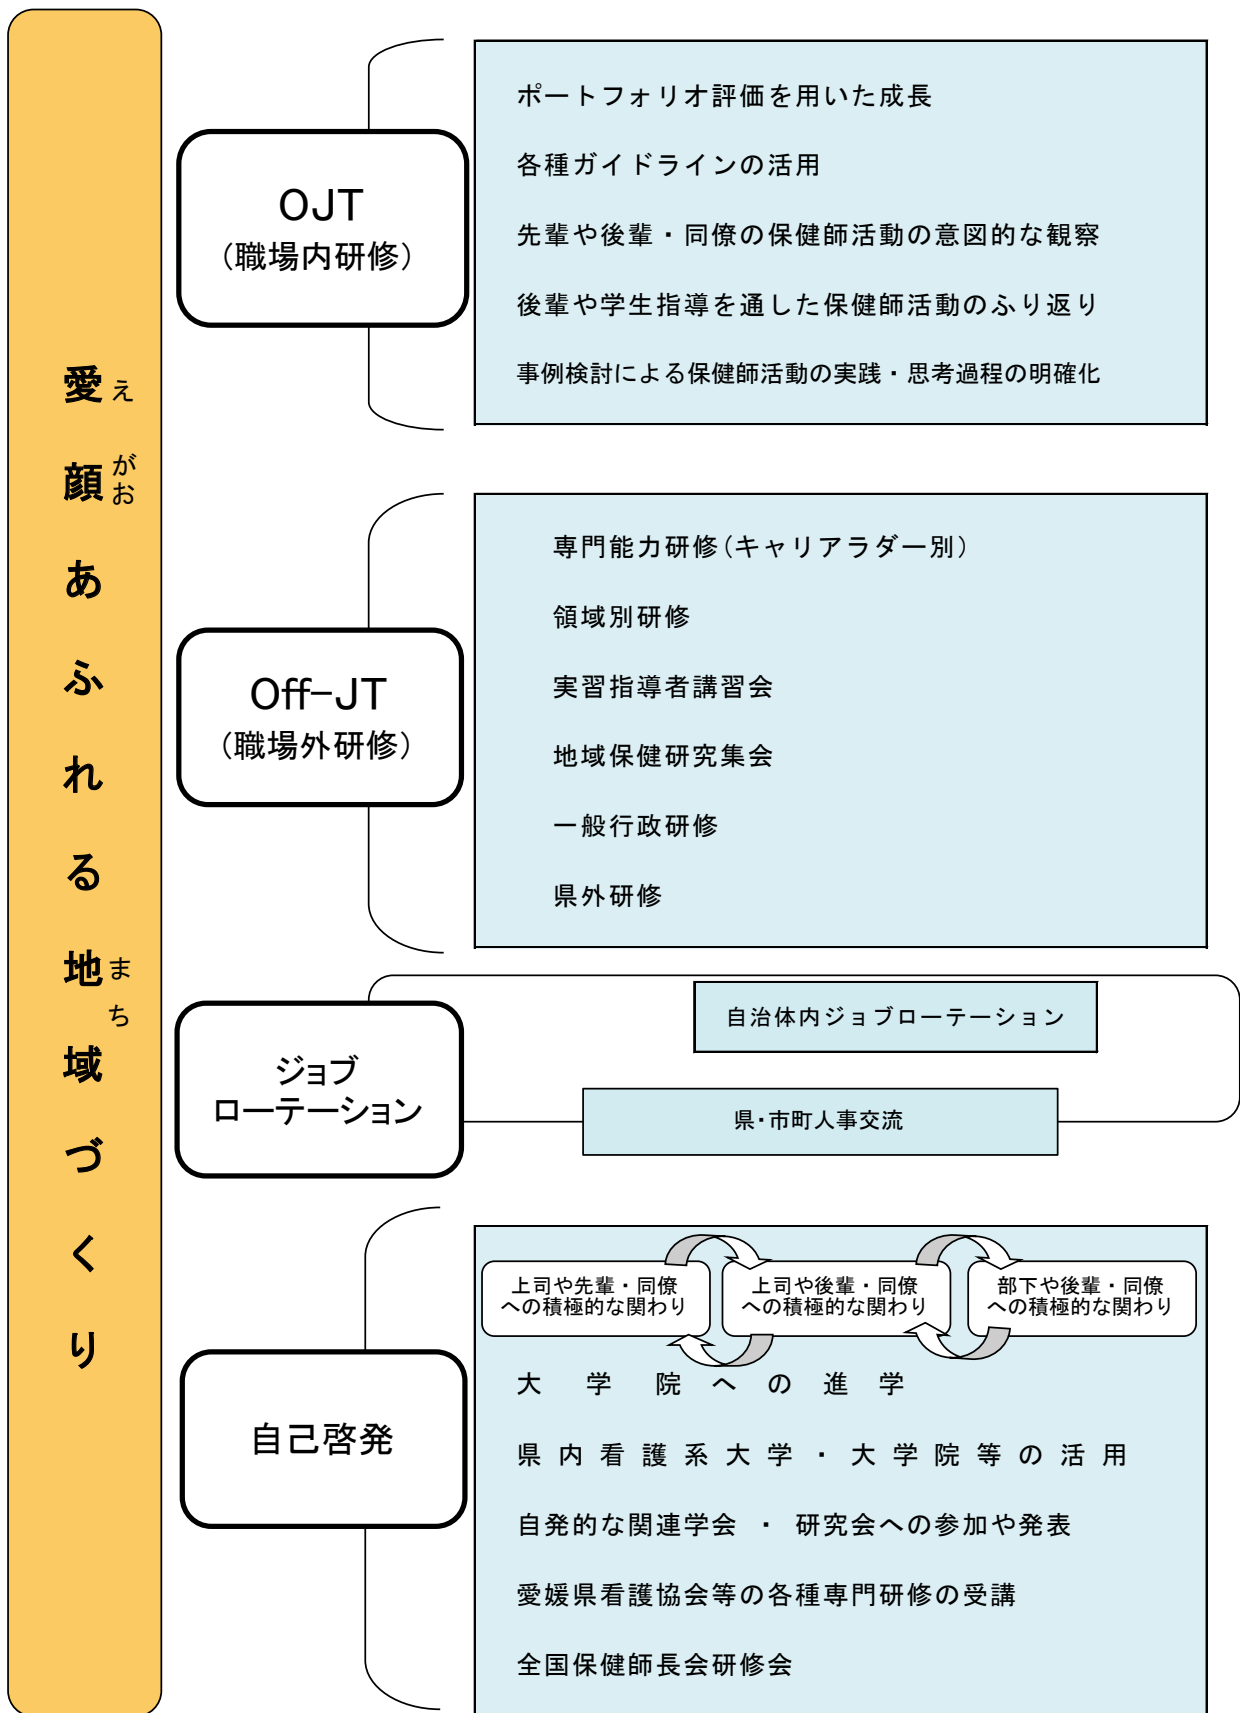 愛顔あふれる地域づくり
えがお
まち
OJT
（職場内研修）
ポートフォリオ評価を用いた成長
各種ガイドラインの活用
先輩や後輩・同僚の保健師活動の意図的な観察
後輩や学生指導を通した保健師活動のふり返り
事例検討による保健師活動の実践・思考過程の明確化
Off-JT
（職場外研修）
専門能力研修（キャリアラダー別）
領域別研修
実習指導者講習会
地域保健研究集会
一般行政研修
県外研修
ジョブ
ローテーション
自治体内ジョブローテーション
県・市町人事交流
自己啓発
上司や先輩・同僚
への積極的な関わり
上司や後輩・同僚
への積極的な関わり
部下や後輩・同僚
への積極的な関わり
大学院への進学
県内看護系大学・大学院等の活用
自発的な関連学会・研究会への参加や発表
愛媛県看護協会等の各種専門研修の受講
全国保健師長会研修会